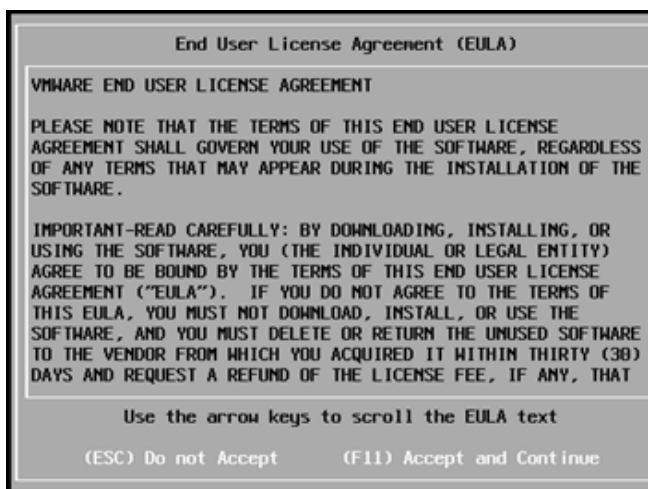 End User License Agreement (EULA)
VMWARE END USER LICENSE AGREEMENT
PLEASE NOTE THAT THE TERMS OF THIS END USER LICENSE
AGREEMENT SHALL GOVERN YOUR USE OF THE SOFTWARE, REGARDLESS
OF ANY TERMS THAT MAY APPEAR DURING THE INSTALLATION OF THE
SOFTWARE.
IMPORTANT-READ CAREFULLY: BY DOWNLOADING, INSTALLING, OR
USING THE SOFTWARE, YOU (THE INDIVIDUAL OR LEGAL ENTITY)
AGREE TO BE BOUND BY THE TERMS OF THIS END USER LICENSE
AGREEMENT ("EULA"). IF YOU DO NOT AGREE TO THE TERMS OF
THIS EULA, YOU MUST NOT DOWNLOAD, INSTALL, OR USE THE
SOFTWARE, AND YOU MUST DELETE OR RETURN THE UNUSED SOFTWARE
TO THE VENDOR FROM WHICH YOU ACQUIRED IT WITHIN THIRTY (30)
DAYS AND REQUEST A REFUND OF THE LICENSE FEE, IF ANY, THAT
Use the arrow keys to scroll the EULA text
(ESC) Do not Accept (F11) Accept and Continue